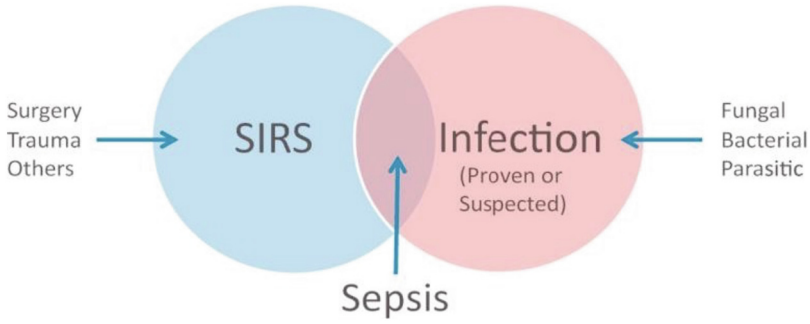 Surgery
Trauma
Others
SIRS
Infection
(Proven or
Suspected)
Fungal
Bacterial
Parasitic
Sepsis